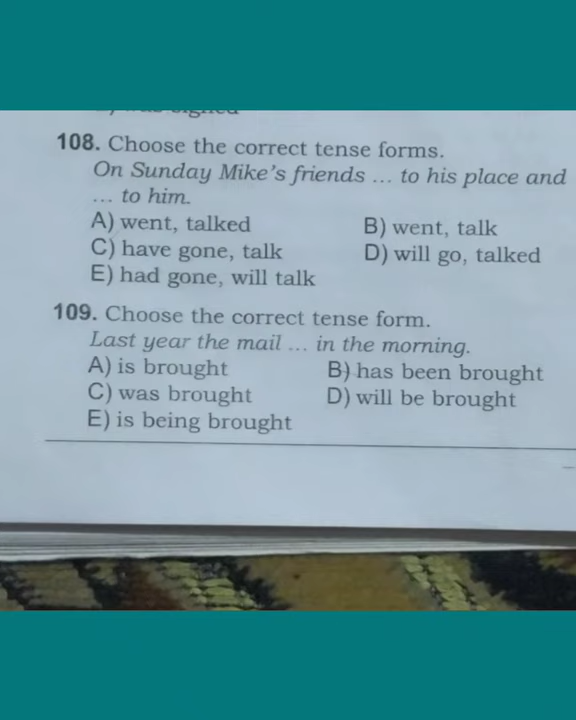 108. Choose the correct tense forms.
On Sunday Mike's friends ... to his place and
... to him.
A) went, talked B) went, talk
C) have gone, talk D) will go, talked
E) had gone, will talk
109. Choose the correct tense form.
Last year the mail ... in the morning.
A) is brought B) has been brought
C) was brought D) will be brought
E) is being brought